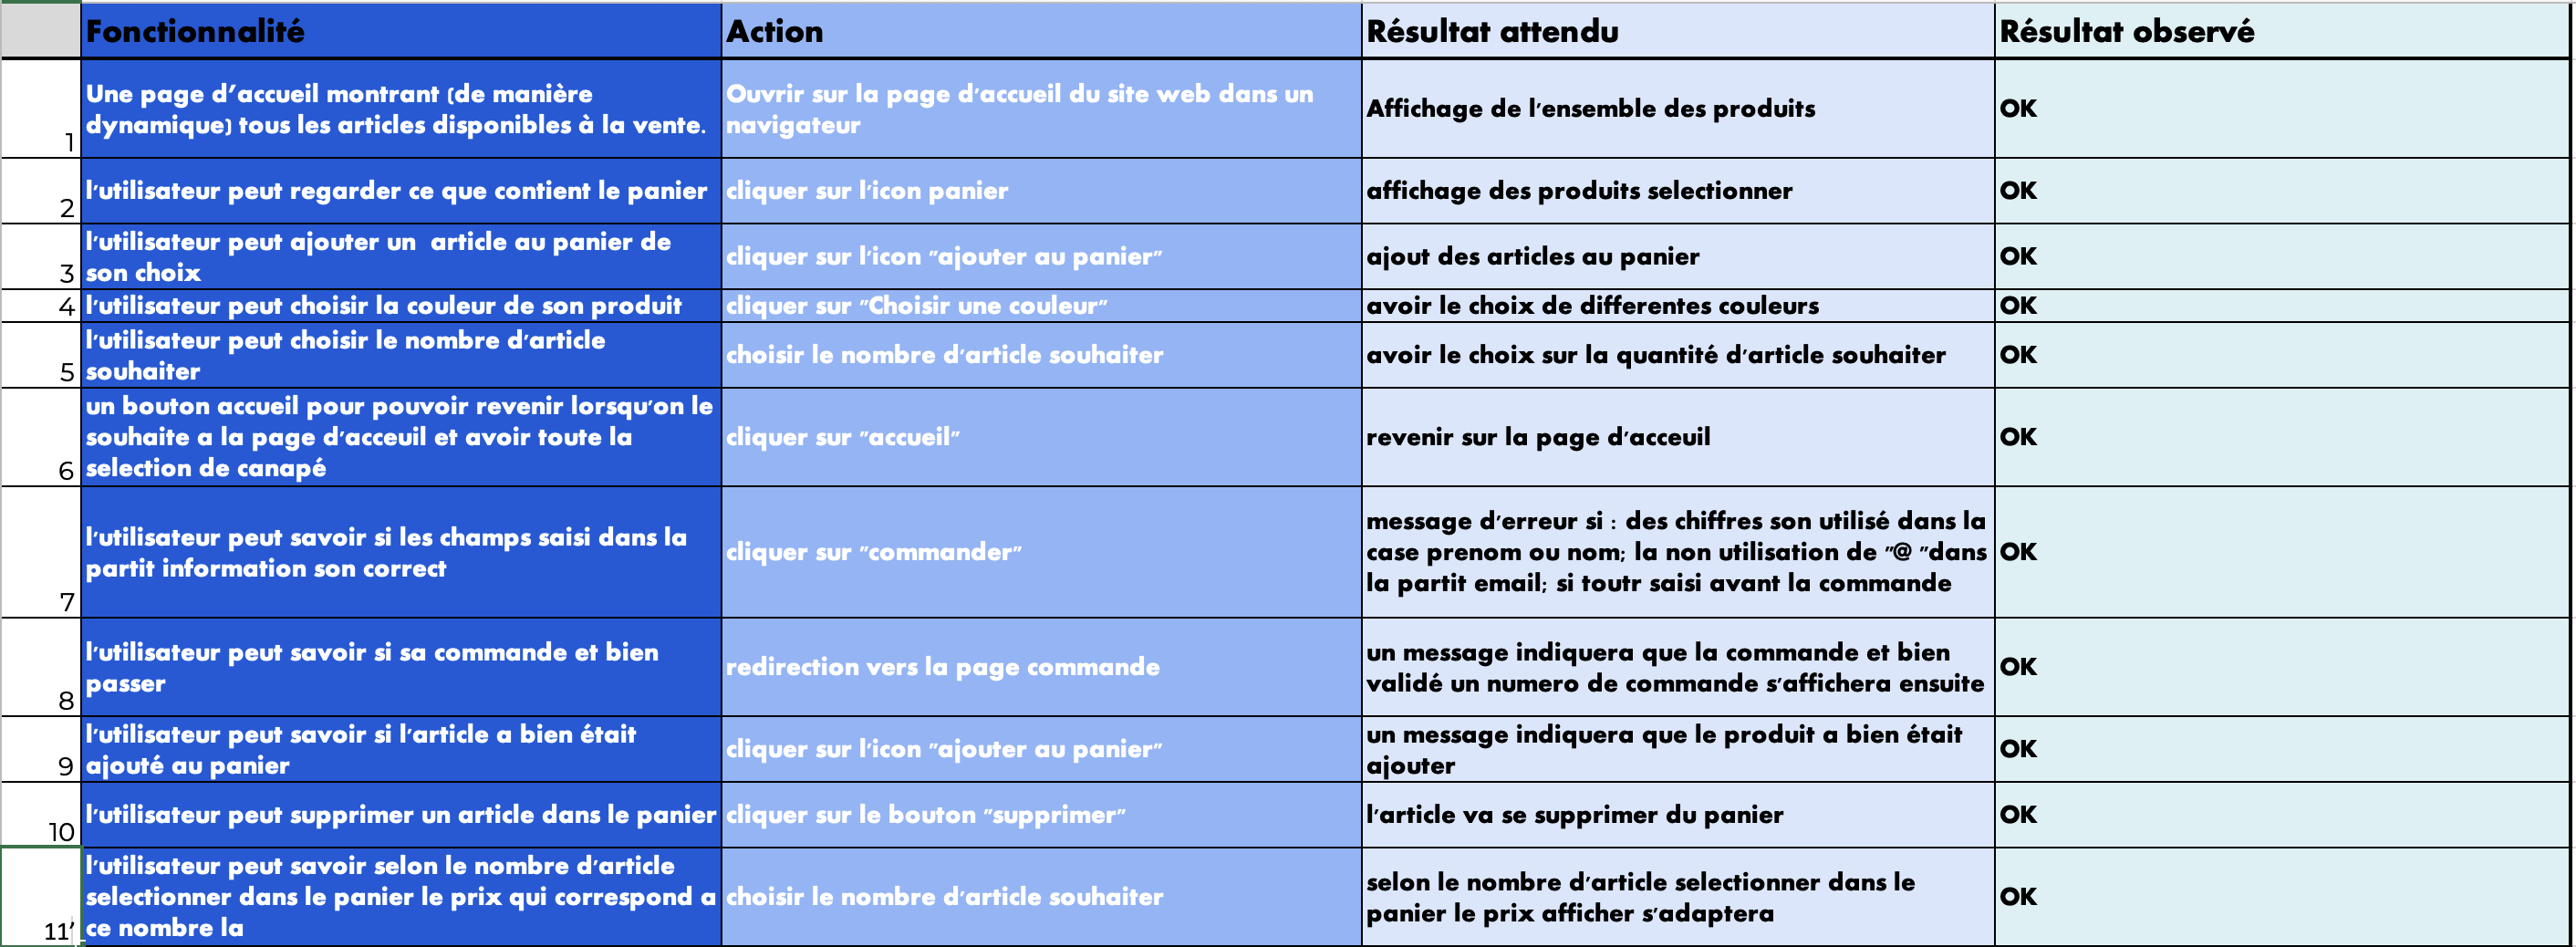 Fonctionnalité
Action
Résultat attendu
Résultat observé
1
Une page d'accueil montrant (de manière
dynamique) tous les articles disponibles à la vente.
Ouvrir sur la page d'accueil du site web dans un
navigateur
Affichage de l'ensemble des produits
OK
2
l'utilisateur peut regarder ce que contient le panier
cliquer sur l'icon panier
affichage des produits selectionner
OK
3
l'utilisateur peut ajouter un  article au panier de
son choix
cliquer sur l'icon "ajouter au panier"
ajout des articles au panier
OK
4
l'utilisateur peut choisir la couleur de son produit
cliquer sur "Choisir une couleur"
avoir le choix de differentes couleurs
OK
5
l'utilisateur peut choisir le nombre d'article
souhaiter
choisir le nombre d'article souhaiter
avoir le choix sur la quantité d'article souhaiter
OK
6
un bouton accueil pour pouvoir revenir lorsqu'on le
souhaite a la page d'acceuil et avoir toute la
selection de canapé
cliquer sur "accueil"
revenir sur la page d'acceuil
OK
7
l'utilisateur peut savoir si les champs saisi dans la
partit information son correct
cliquer sur "commander"
message d'erreur si : des chiffres son utilisé dans la
case prenom ou nom; la non utilisation de "@ "dans
la partit email; si toutr saisi avant la commande
OK
8
l'utilisateur peut savoir si sa commande et bien
passer
redirection vers la page commande
un message indiquera que la commande et bien
validé un numero de commande s'affichera ensuite
OK
9
l'utilisateur peut savoir si l'article a bien était
ajouté au panier
cliquer sur l'icon "ajouter au panier"
un message indiquera que le produit a bien était
ajouter
OK
10
l'utilisateur peut supprimer un article dans le panier
cliquer sur le bouton "supprimer"
l'article va se supprimer du panier
OK
11'
l'utilisateur peut savoir selon le nombre d'article
selectionner dans le panier le prix qui correspond a
ce nombre la
choisir le nombre d'article souhaiter
selon le nombre d'article selectionner dans le
panier le prix afficher s'adaptera
OK